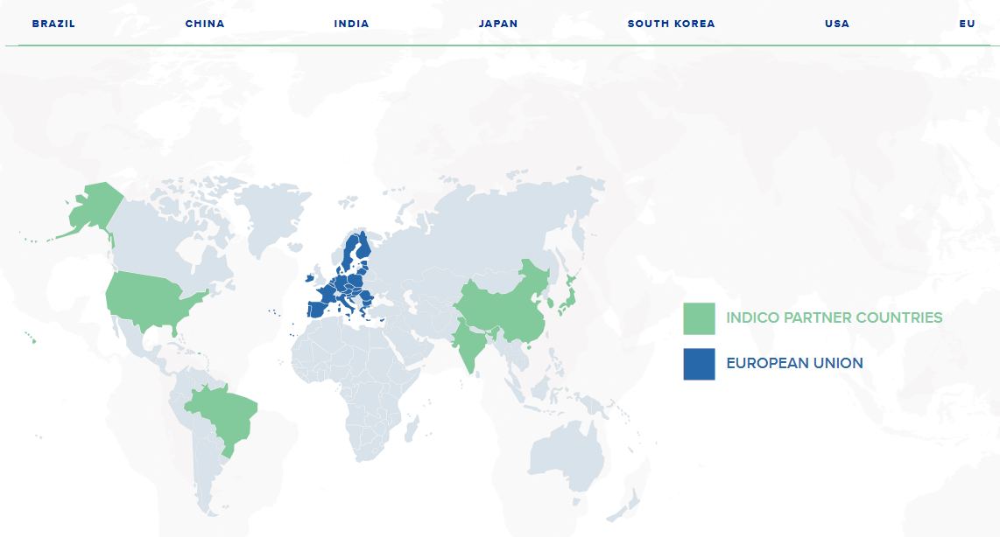 BRAZIL
CHINA
INDIA
JAPAN
SOUTH KOREA
USA
EU
INDICO PARTNER COUNTRIES
EUROPEAN UNION